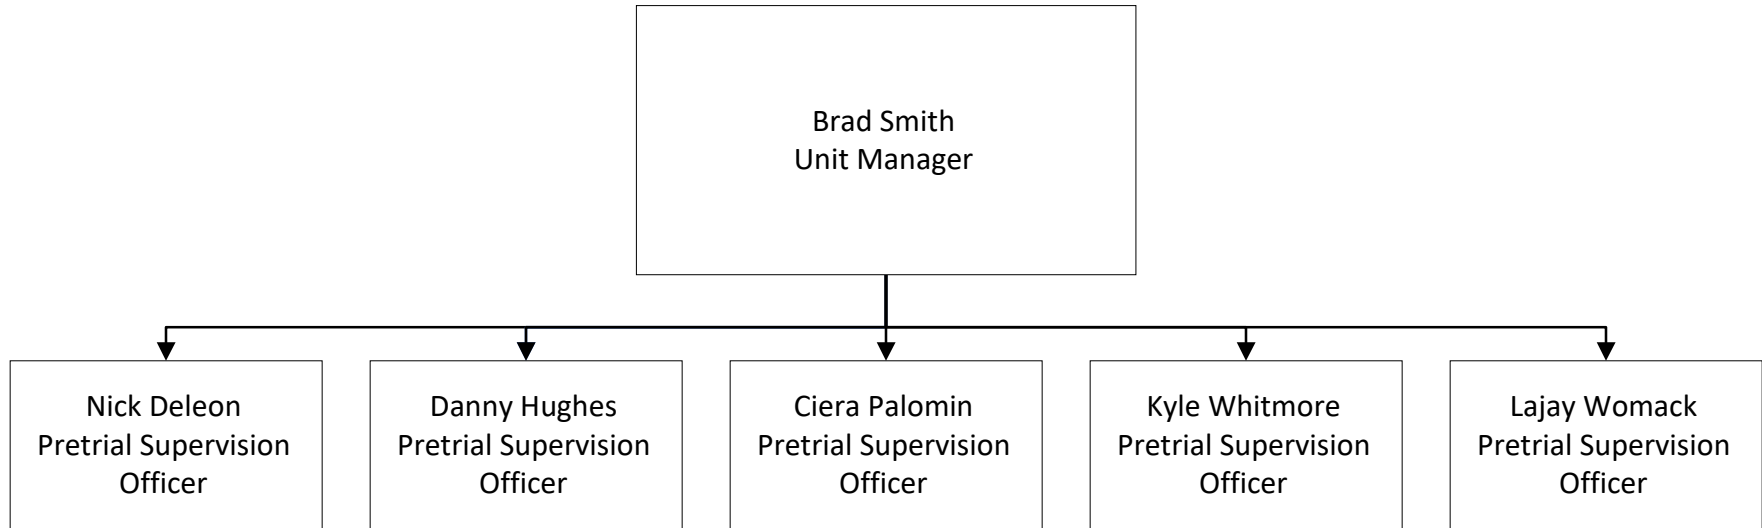 Brad Smith
Unit Manager
Nick Deleon
Pretrial Supervision
Officer
Danny Hughes
Pretrial Supervision
Officer
Ciera Palomin
Pretrial Supervision
Officer
Kyle Whitmore
Pretrial Supervision
Officer
Lajay Womack
Pretrial Supervision
Officer